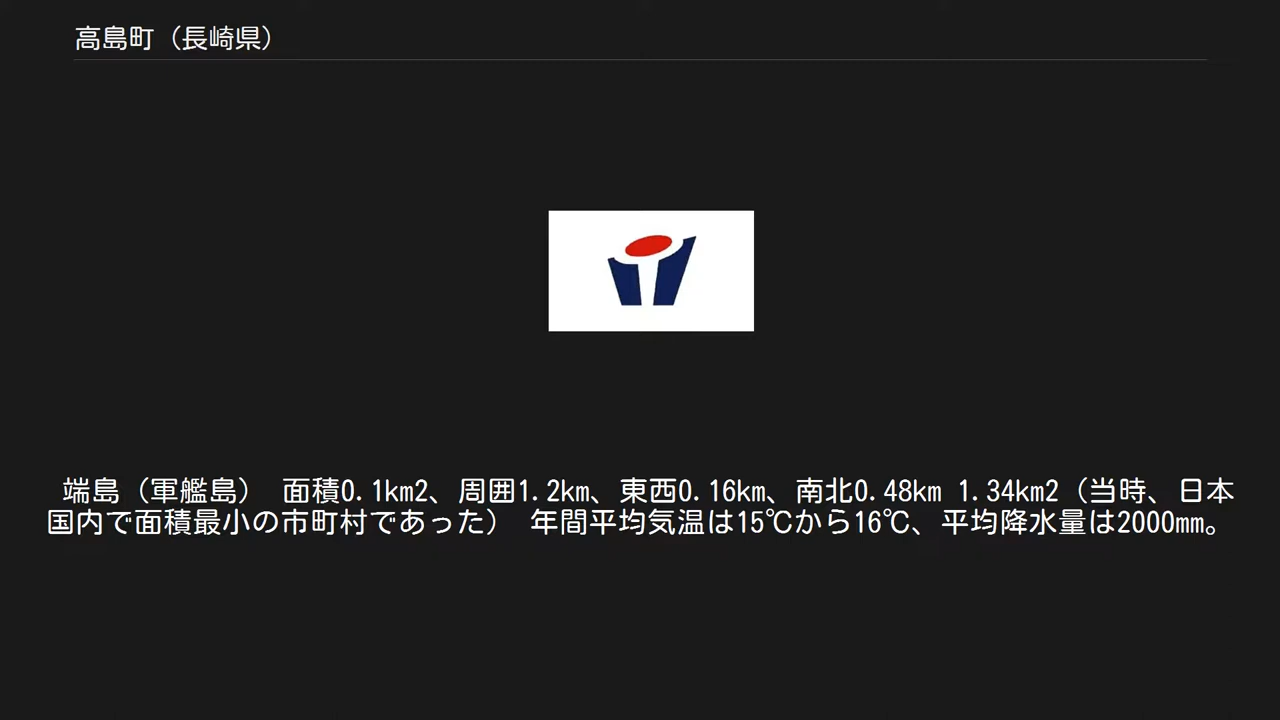 高島町（長崎県）
端島（軍艦島） 面積0.1km2、周囲1.2km、東西0.16km、南北0.48km 1.34km2（当時、日本
国内で面積最小の市町村であった） 年間平均気温は15℃から16℃、平均降水量は2000mm。